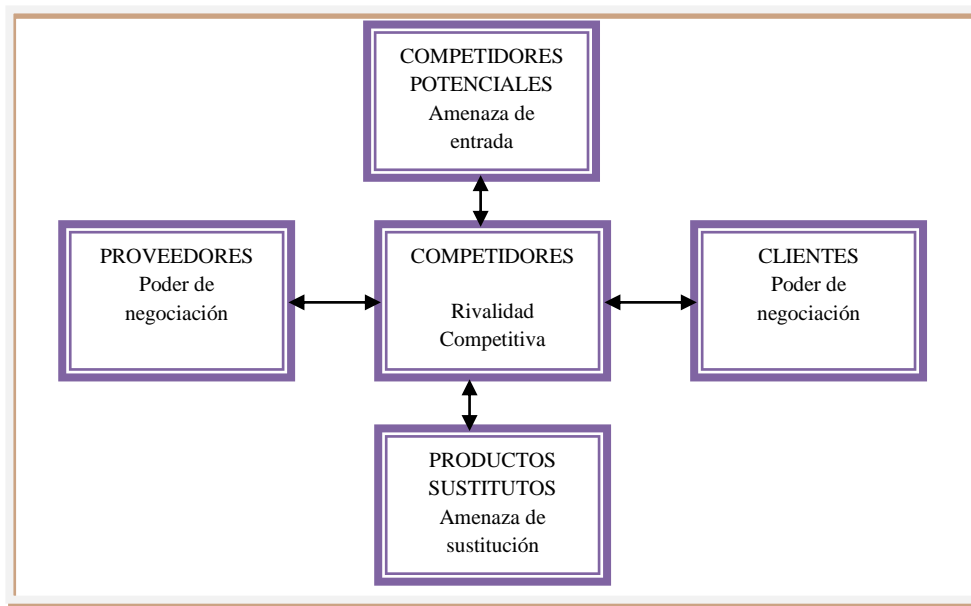 COMPETIDORES
POTENCIALES
Amenaza de
entrada
PROVEEDORES
Poder de
negociación
COMPETIDORES
Rivalidad
Competitiva
CLIENTES
Poder de
negociación
PRODUCTOS
SUSTITUTOS
Amenaza de
sustitución